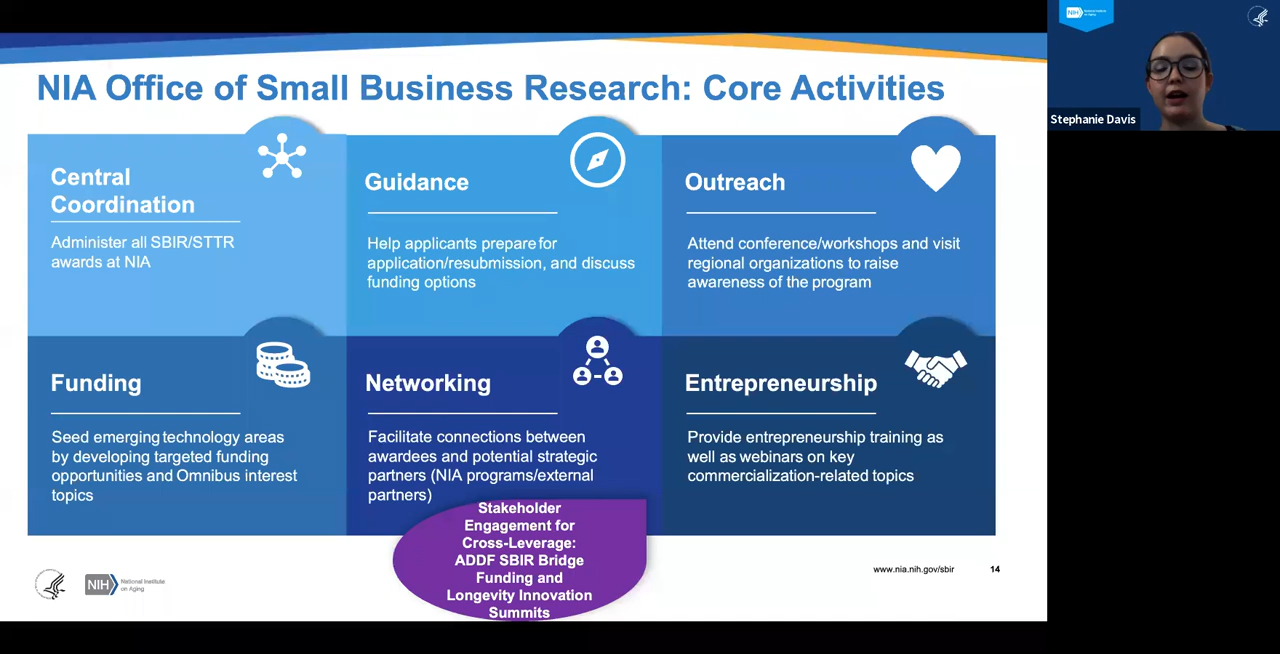 NIA Office of Small Business Research: Core Activities
Central
Coordination
Administer all SBIR/STTR
awards at NIA
Guidance
Help applicants prepare for
application/resubmission, and discuss
funding options
Outreach
Attend conference/workshops and visit
regional organizations to raise
awareness of the program
Funding
Seed emerging technology areas
by developing targeted funding
opportunities and Omnibus interest
topics
Networking
Facilitate connections between
awardees and potential strategic
partners (NIA programs/external
partners)
Entrepreneurship
Provide entrepreneurship training as
well as webinars on key
commercialization-related topics
Stakeholder
Engagement for
Cross-Leverage:
ADDF SBIR Bridge
Funding and
Longevity Innovation
Summits
NIH
National Institute
on Aging
www.nia.nih.gov/sbir
14
NIH
National Institute
on Aging
Stephanie Davis